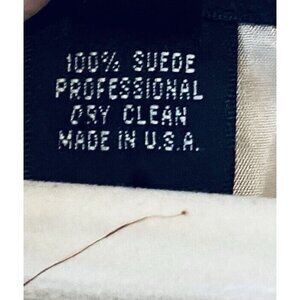 100% SUEDE
PROFESSIONAL
DRY CLEAN
MADE IN U.S.A.